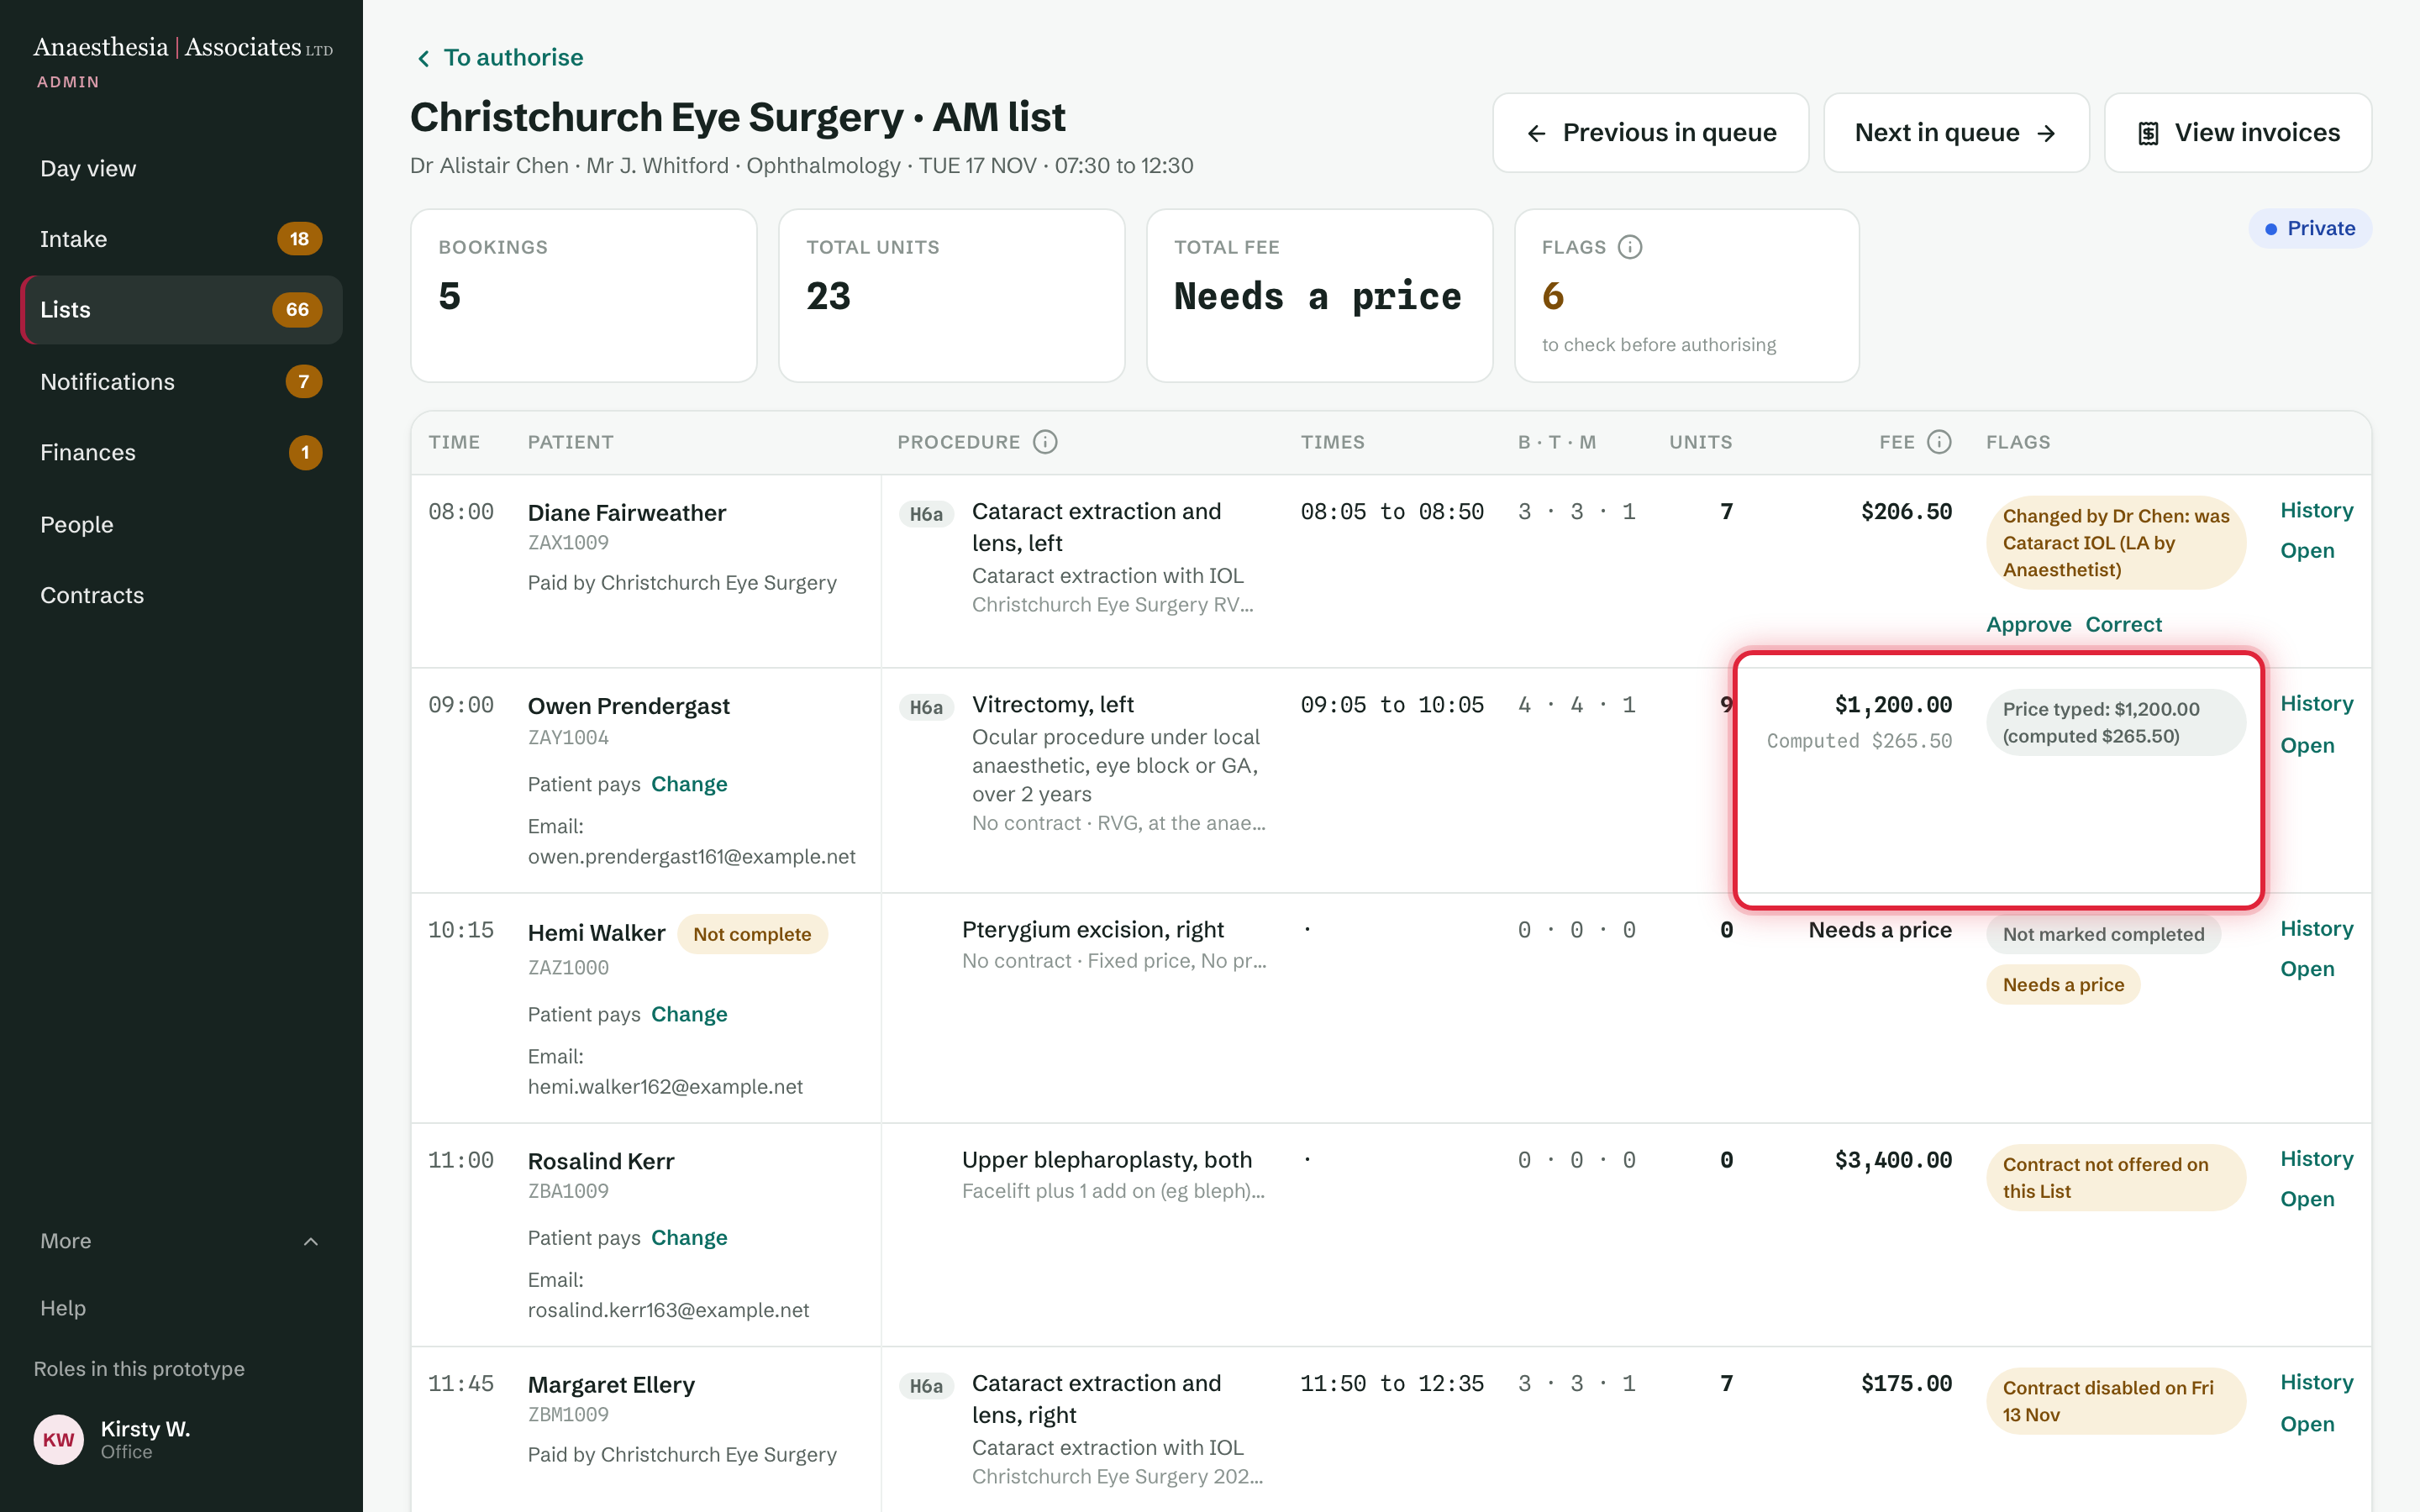 Anaesthesia | Associates LTD
ADMIN
Day view
Intake 18
Lists 66
Notifications 7
Finances 1
People
Contracts
More
Help
Roles in this prototype
KW
Kirsty W.
Office
To authorise
Christchurch Eye Surgery · AM list
Dr Alistair Chen · Mr J. Whitford · Ophthalmology · TUE 17 NOV · 07:30 to 12:30
Previous in queue
Next in queue
View invoices
BOOKINGS
5
TOTAL UNITS
23
TOTAL FEE
Needs a price
FLAGS
6
to check before authorising
Private
TIME PATIENT PROCEDURE TIMES B · T · M UNITS FEE FLAGS
08:00
Diane Fairweather
ZAX1009
Paid by Christchurch Eye Surgery
H6a
Cataract extraction and
lens, left
Cataract extraction with IOL
Christchurch Eye Surgery RV...
08:05 to 08:50
3 · 3 · 1
7
$206.50
Changed by Dr Chen: was
Cataract IOL (LA by
Anaesthetist)
Approve Correct
History
Open
09:00
Owen Prendergast
ZAY1004
Patient pays Change
Email:
owen.prendergast161@example.net
H6a
Vitrectomy, left
Ocular procedure under local
anaesthetic, eye block or GA,
over 2 years
No contract · RVG, at the anae...
09:05 to 10:05
4 · 4 · 1
9
$1,200.00
Computed $265.50
Price typed: $1,200.00
(computed $265.50)
History
Open
10:15
Hemi Walker Not complete
ZAZ1000
Patient pays Change
Email:
hemi.walker162@example.net
Pterygium excision, right
No contract · Fixed price, No pr...
·
0 · 0 · 0
0
Needs a price
Not marked completed
Needs a price
History
Open
11:00
Rosalind Kerr
ZBA1009
Patient pays Change
Email:
rosalind.kerr163@example.net
Upper blepharoplasty, both
Facelift plus 1 add on (eg bleph)...
·
0 · 0 · 0
0
$3,400.00
Contract not offered on
this List
History
Open
11:45
Margaret Ellery
ZBM1009
Paid by Christchurch Eye Surgery
H6a
Cataract extraction and
lens, right
Cataract extraction with IOL
Christchurch Eye Surgery 202...
11:50 to 12:35
3 · 3 · 1
7
$175.00
Contract disabled on Fri
13 Nov
History
Open